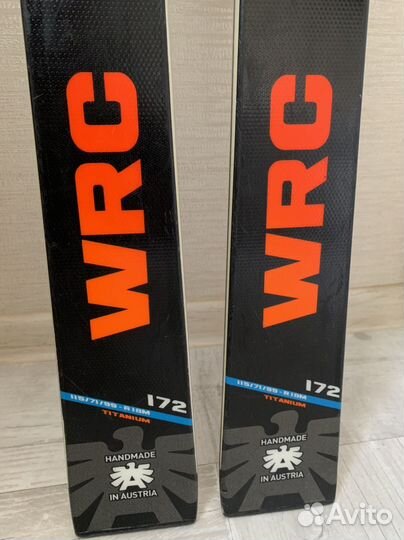 WRC
172
115/71/99 - R18M
TITANIUM
HANDMADE
IN AUSTRIA
WRC
172
115/71/99 - R18M
TITANIUM
HANDMADE
IN AUSTRIA
Avito